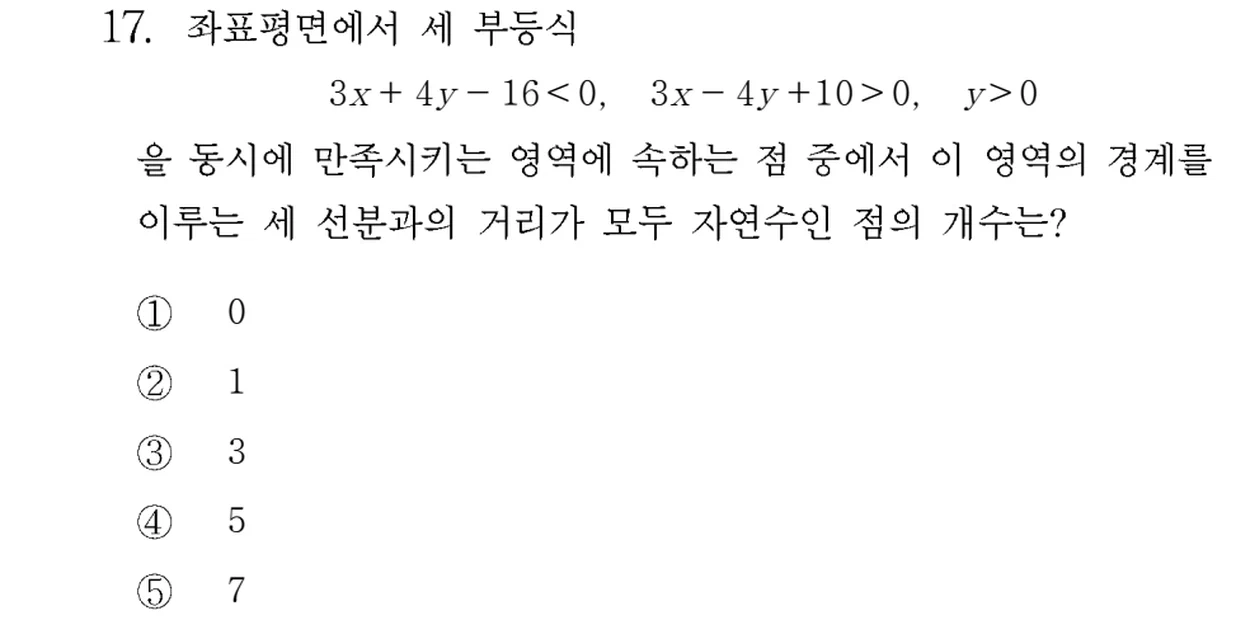 17. 좌표평면에서 세 부등식
3x + 4y − 16 < 0, 3x − 4y + 10 > 0, y > 0
을 동시에 만족시키는 영역에 속하는 점 중에서 이 영역의 경계를
이루는 세 선분과의 거리가 모두 자연수인 점의 개수는?
① 0
② 1
③ 3
④ 5
⑤ 7